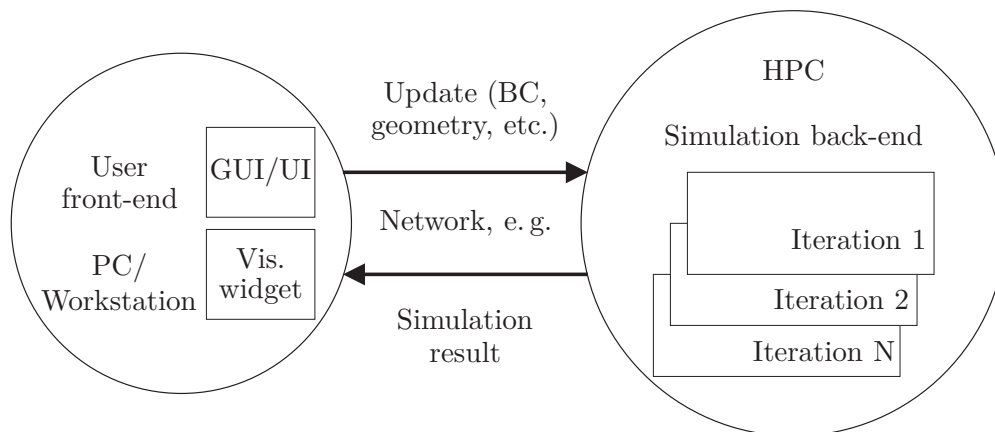 User
front-end
PC/
Workstation
GUI/UI
Vis.
widget
Update (BC,
geometry, etc.)
Network, e. g.
Simulation
result
HPC
Simulation back-end
Iteration 1
Iteration 2
Iteration N